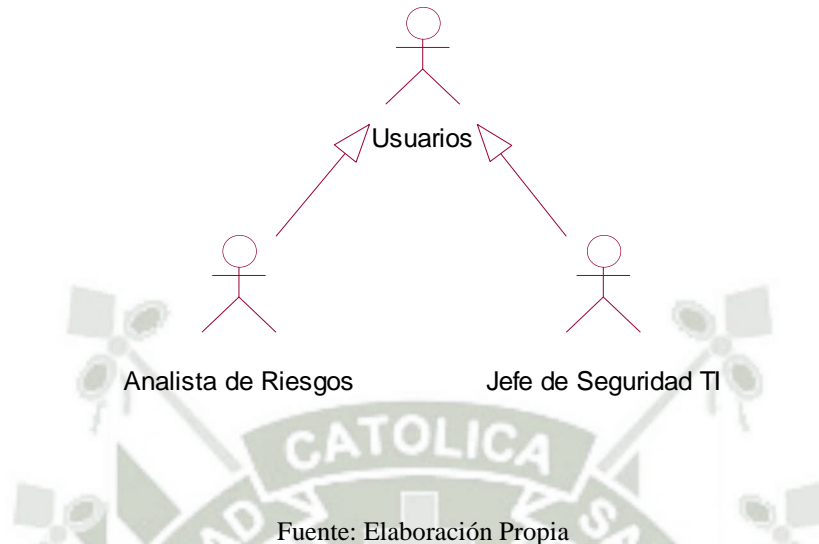 Usuarios
Analista de Riesgos
Jefe de Seguridad TI
CATOLICA
Fuente: Elaboración Propia